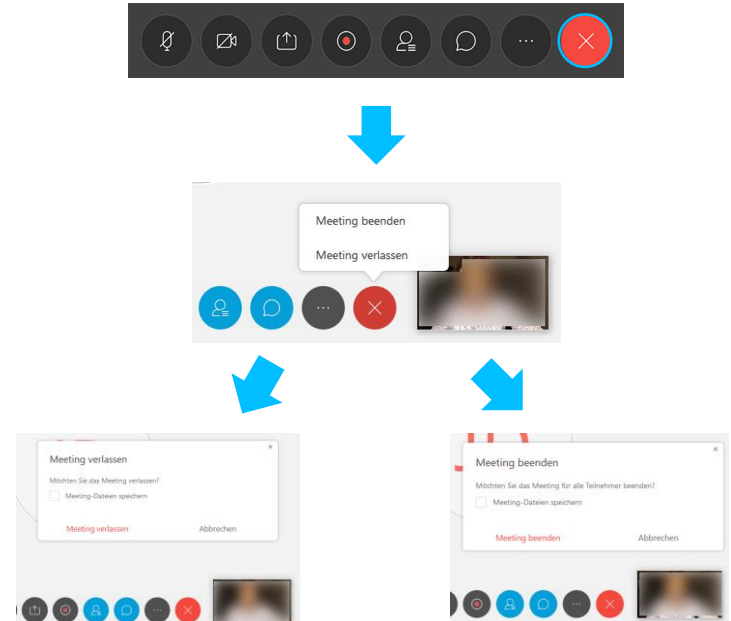 Meeting beenden
Meeting verlassen
Meeting verlassen
Möchten Sie das Meeting verlassen?
Meeting-Dateien speichern
Meeting verlassen Abbrechen
Meeting beenden
Möchten Sie das Meeting für alle Teilnehmer beenden?
Meeting-Dateien speichern
Meeting beenden Abbrechen